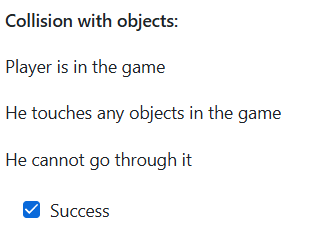 Collision with objects:
Player is in the game
He touches any objects in the game
He cannot go through it
Success